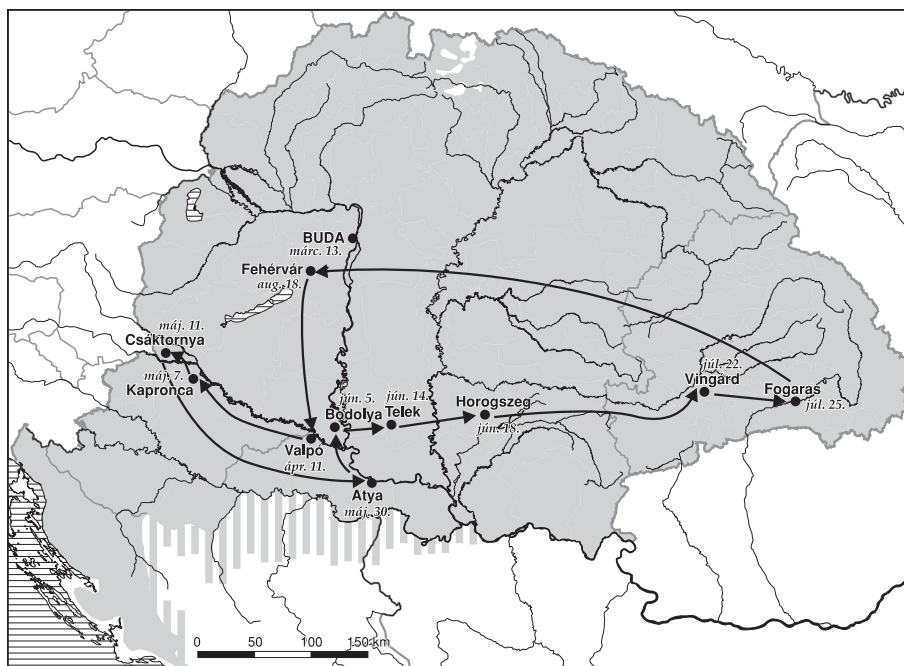 BUDA
márc. 13.
Fehérvár
aug. 18.
máj. 11.
Csáktornya
máj. 7.
Kapronca
jún. 5.
Bodolya
jún. 14.
Telek
Horogszeg
jún. 18.
júl. 22.
Vingárd
Fogaras
júl. 25.
Valpó
ápr. 11.
Atya
máj. 30.
0 50 100 150 km